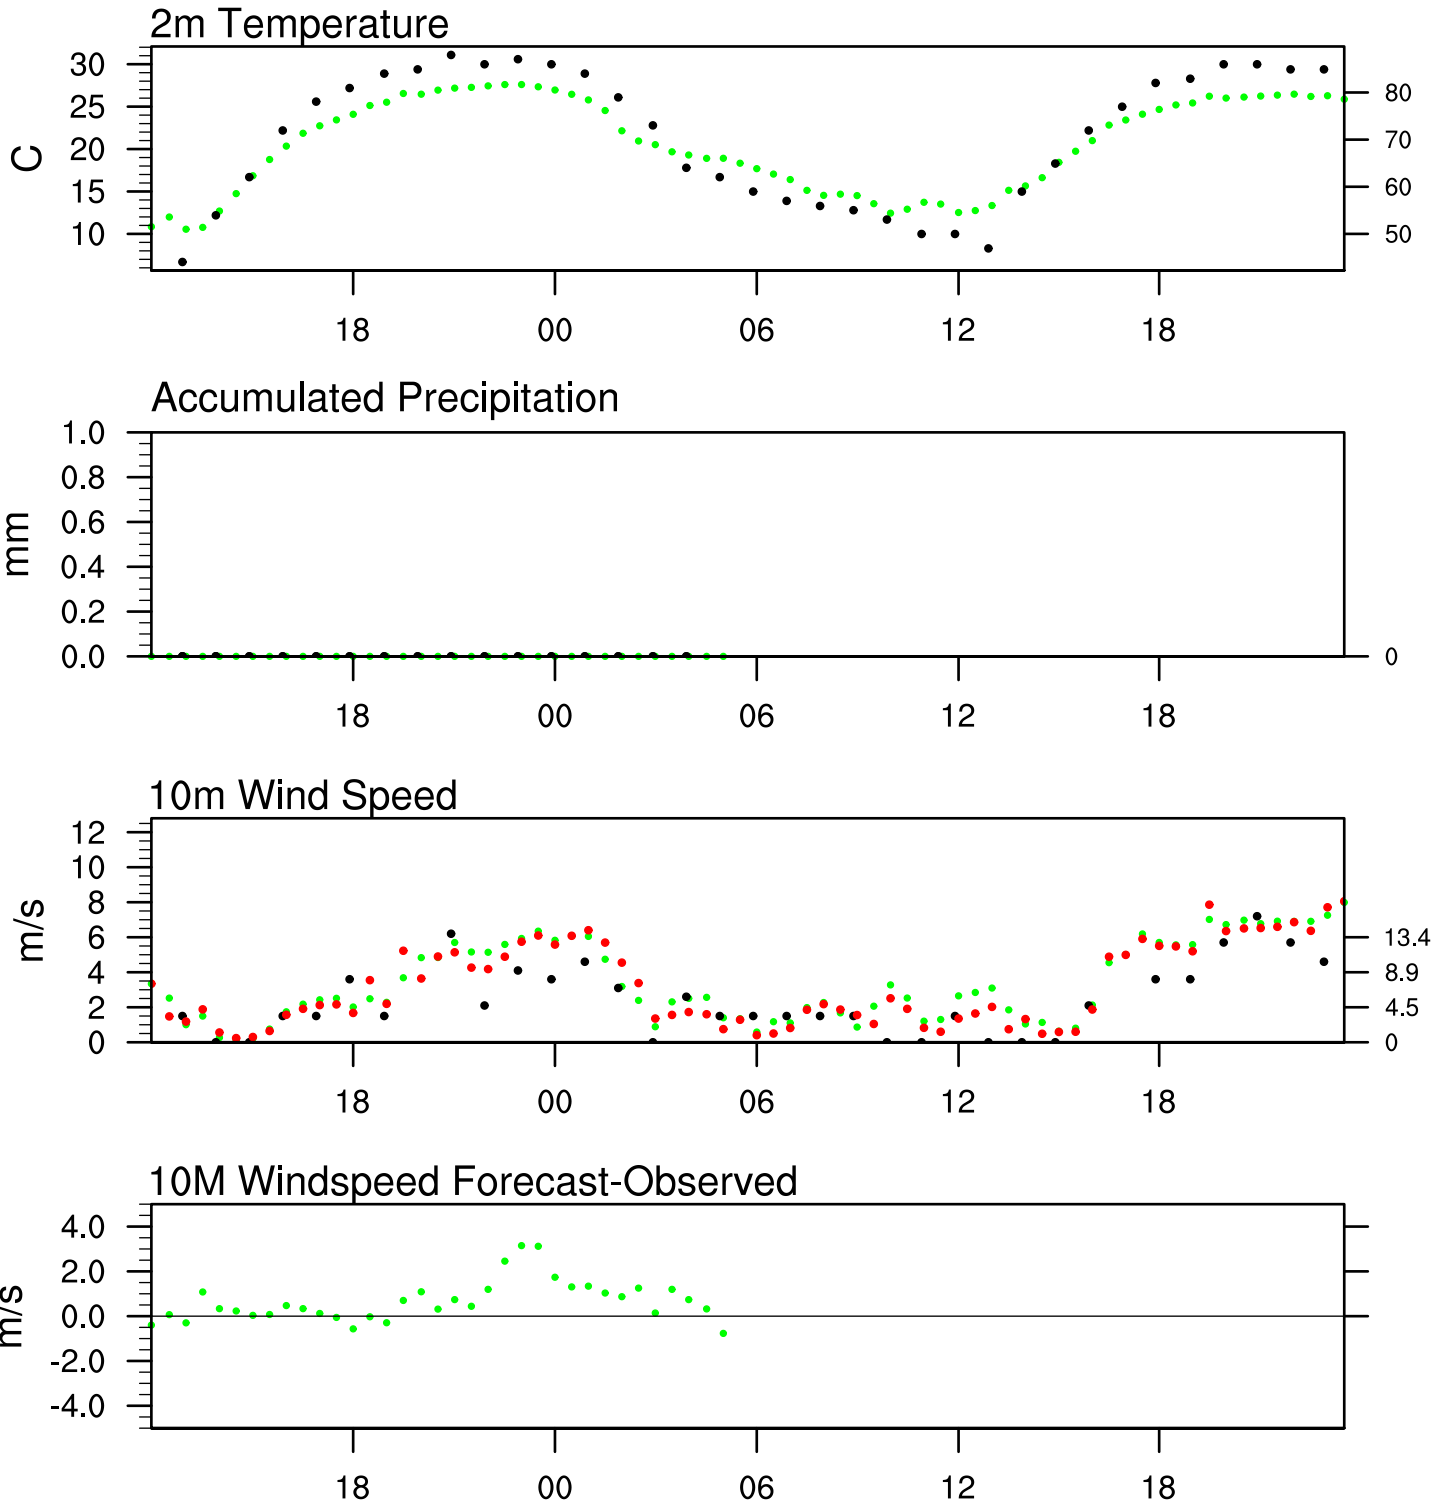 2m Temperature
30
25
20
15
10
C
80
70
60
50
18 00 06 12 18
Accumulated Precipitation
1.0
0.8
0.6
0.4
0.2
0.0
mm
0
18 00 06 12 18
10m Wind Speed
12
10
8
6
4
2
0
m/s
13.4
8.9
4.5
0
18 00 06 12 18
10M Windspeed Forecast-Observed
4.0
2.0
0.0
-2.0
-4.0
m/s
18 00 06 12 18